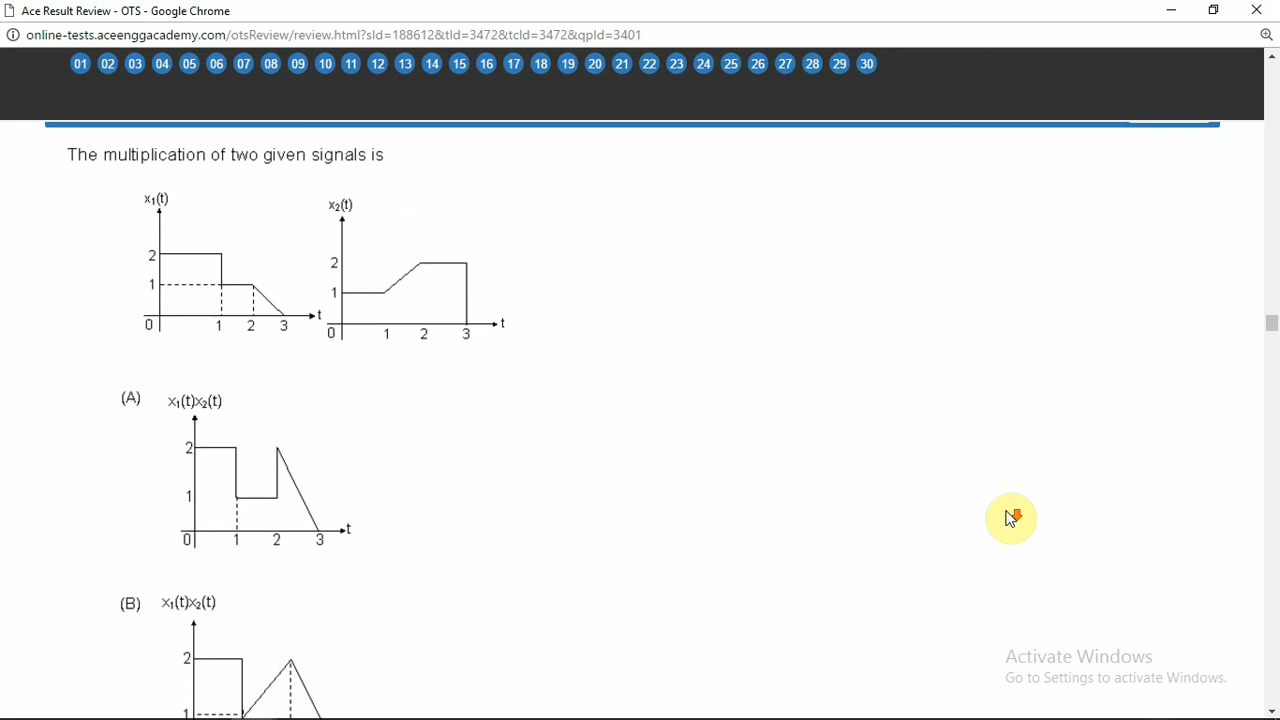 Ace Result Review - OTS - Google Chrome
online-tests.aceenggacademy.com/otsReview/review.html?sId=188612&tId=3472&tcId=3472&qpId=3401
01 02 03 04 05 06 07 08 09 10 11 12 13 14 15 16 17 18 19 20 21 22 23 24 25 26 27 28 29 30
The multiplication of two given signals is
x₁(t)
2
1
0 1 2 3 t
x₂(t)
2
1
0 1 2 3 t
(A) x₁(t)x₂(t)
2
1
0 1 2 3 t
(B) x₁(t)x₂(t)
2
1
Activate Windows
Go to Settings to activate Windows.